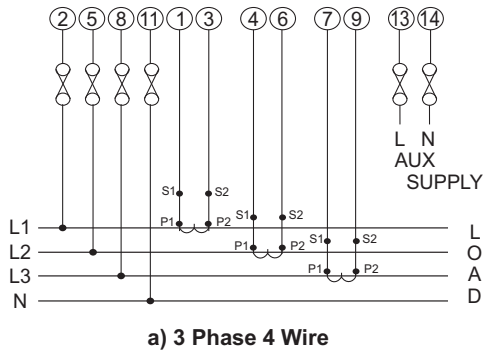 2 5 8 11 1 3 4 6 7 9 13 14
L N
AUX
SUPPLY
S1 S2
S1 S2
P1 P2
L1 L
S1 S2
P1 P2
L2 O
P1 P2
L3 A
N D
a) 3 Phase 4 Wire